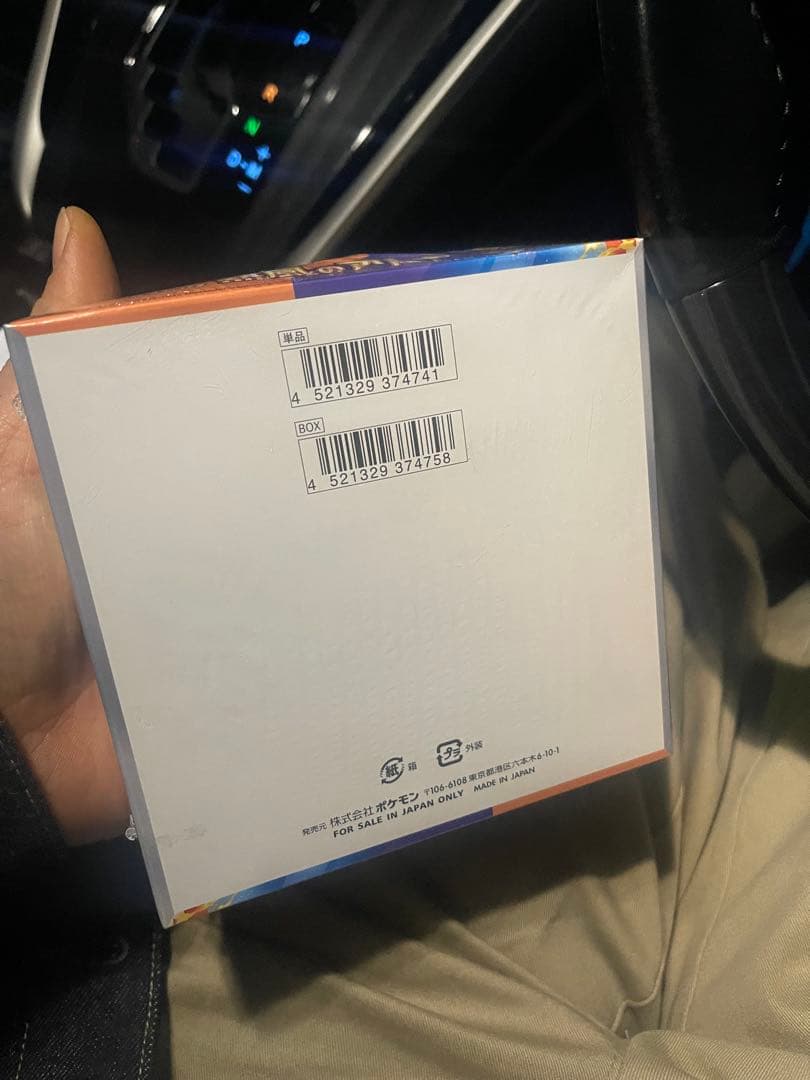 P
R
N
D-M
+
-
単品
4 521329 374741
BOX
4 521329 374758
紙 箱
プラ 外装
発売元 株式会社 ポケモン 〒106-6108 東京都港区六本木6-10-1
FOR SALE IN JAPAN ONLY MADE IN JAPAN